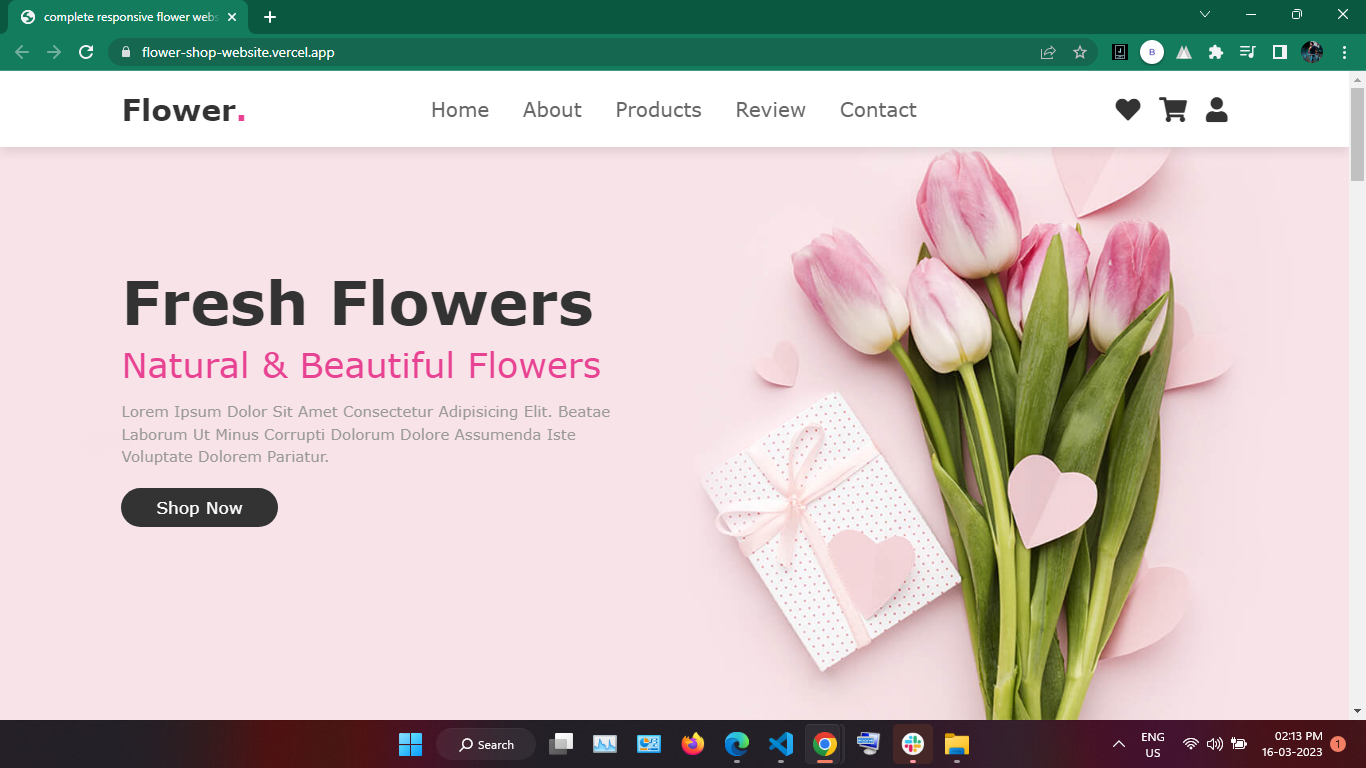 complete responsive flower webs
flower-shop-website.vercel.app
B
Flower.
Home
About
Products
Review
Contact
Fresh Flowers
Natural & Beautiful Flowers
Lorem Ipsum Dolor Sit Amet Consectetur Adipisicing Elit. Beatae
Laborum Ut Minus Corrupti Dolorum Dolore Assumenda Iste
Voluptate Dolorem Pariatur.
Shop Now
Search
ENG
US
02:13 PM
16-03-2023
1